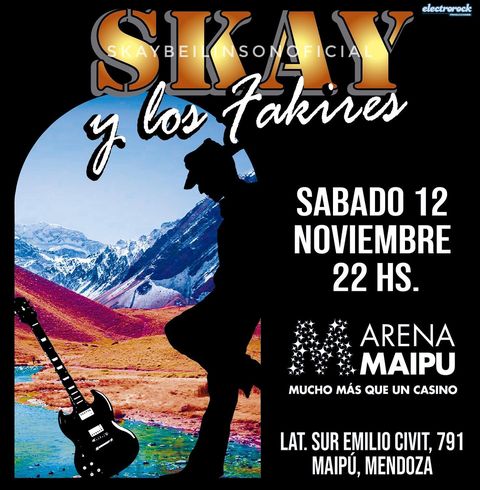 electrorock
SKAY
SKAYBEILINSONOFICIAL
y los Fakires
SABADO 12
NOVIEMBRE
22 HS.
M ARENA
MAIPU
MUCHO MÁS QUE UN CASINO
LAT. SUR EMILIO CIVIT, 791
MAIPÚ, MENDOZA